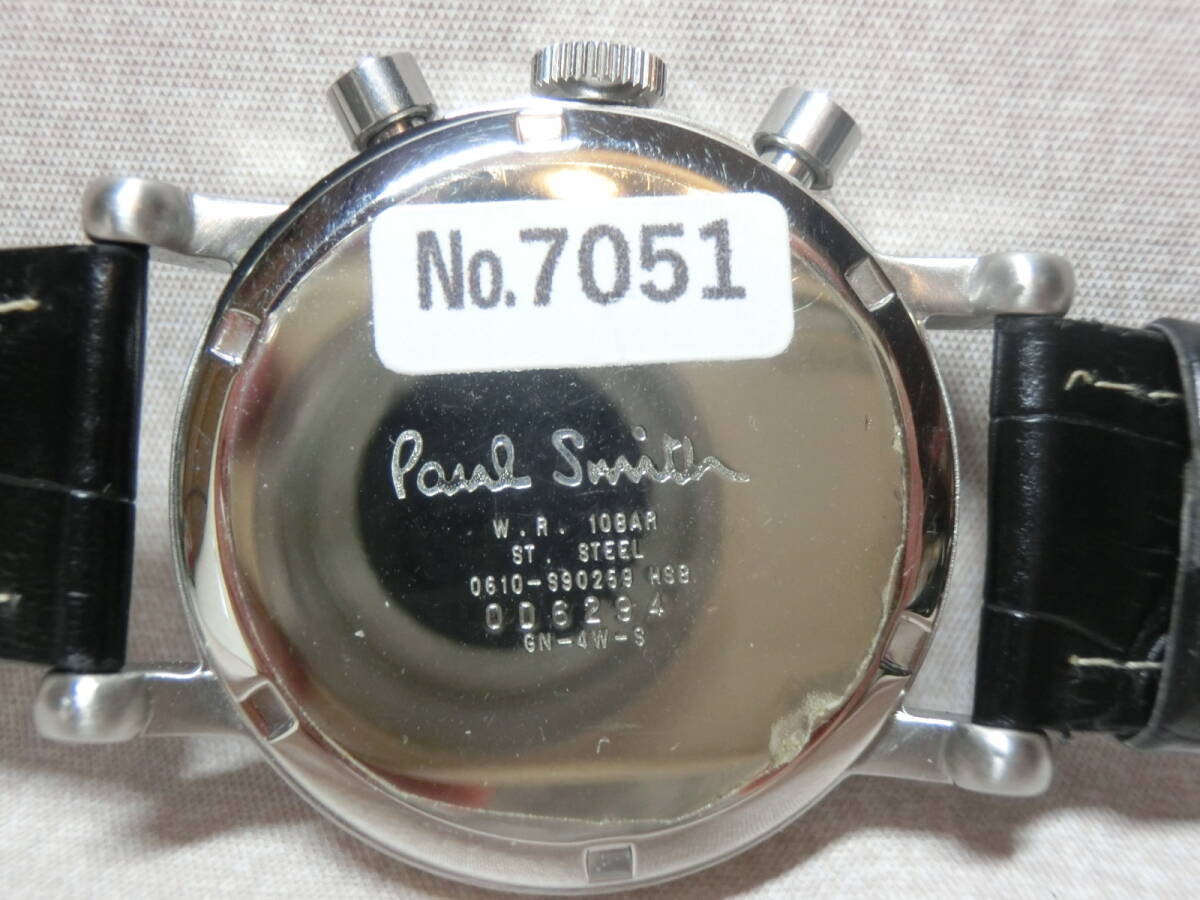 No.7051
Paul Smith
W.R. 10BAR
ST. STEEL
0610-S90259 HSB
006294
GN-4W-S